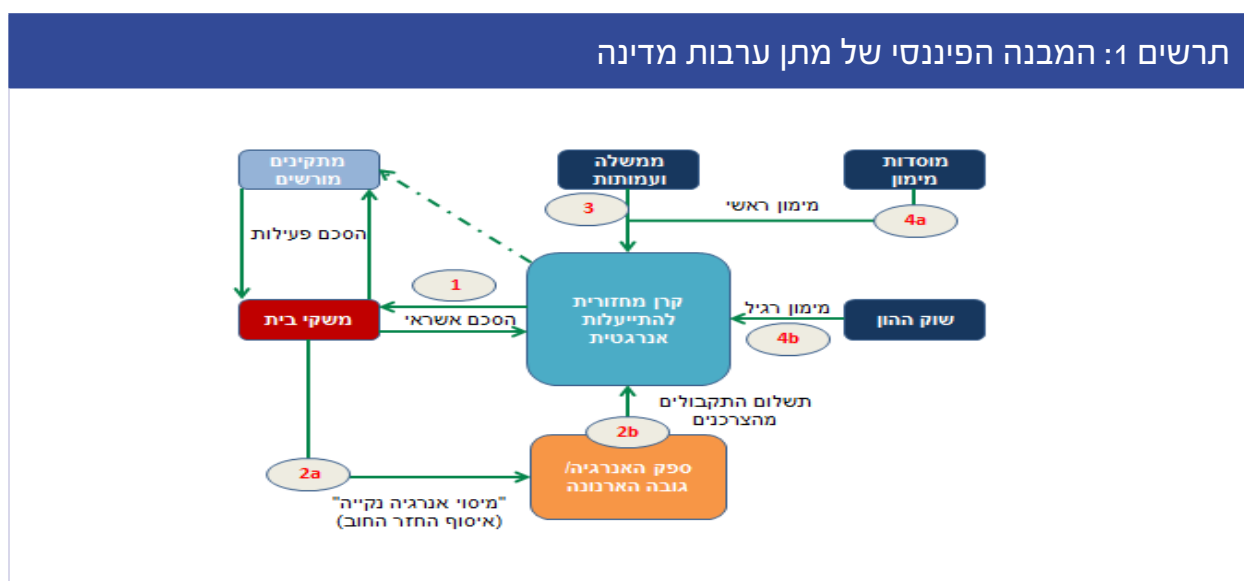 תרשים 1: המבנה הפיננסי של מתן ערבות מדינה
מוסדות
מימון
ממשלה
ועמותות
מתקינים
מורשים
3
מימון ראשי
4a
הסכם פעילות
1
קרן מחזורית
להתייעלות
אנרגטית
משקי בית
הסכם אשראי
מימון רגיל
שוק ההון
4b
תשלום התקבולים
מהצרכנים
2b
ספק האנרגיה/
גובה הארנונה
2a
"מיסוי אנרגיה נקייה"
(איסוף החזר החוב)